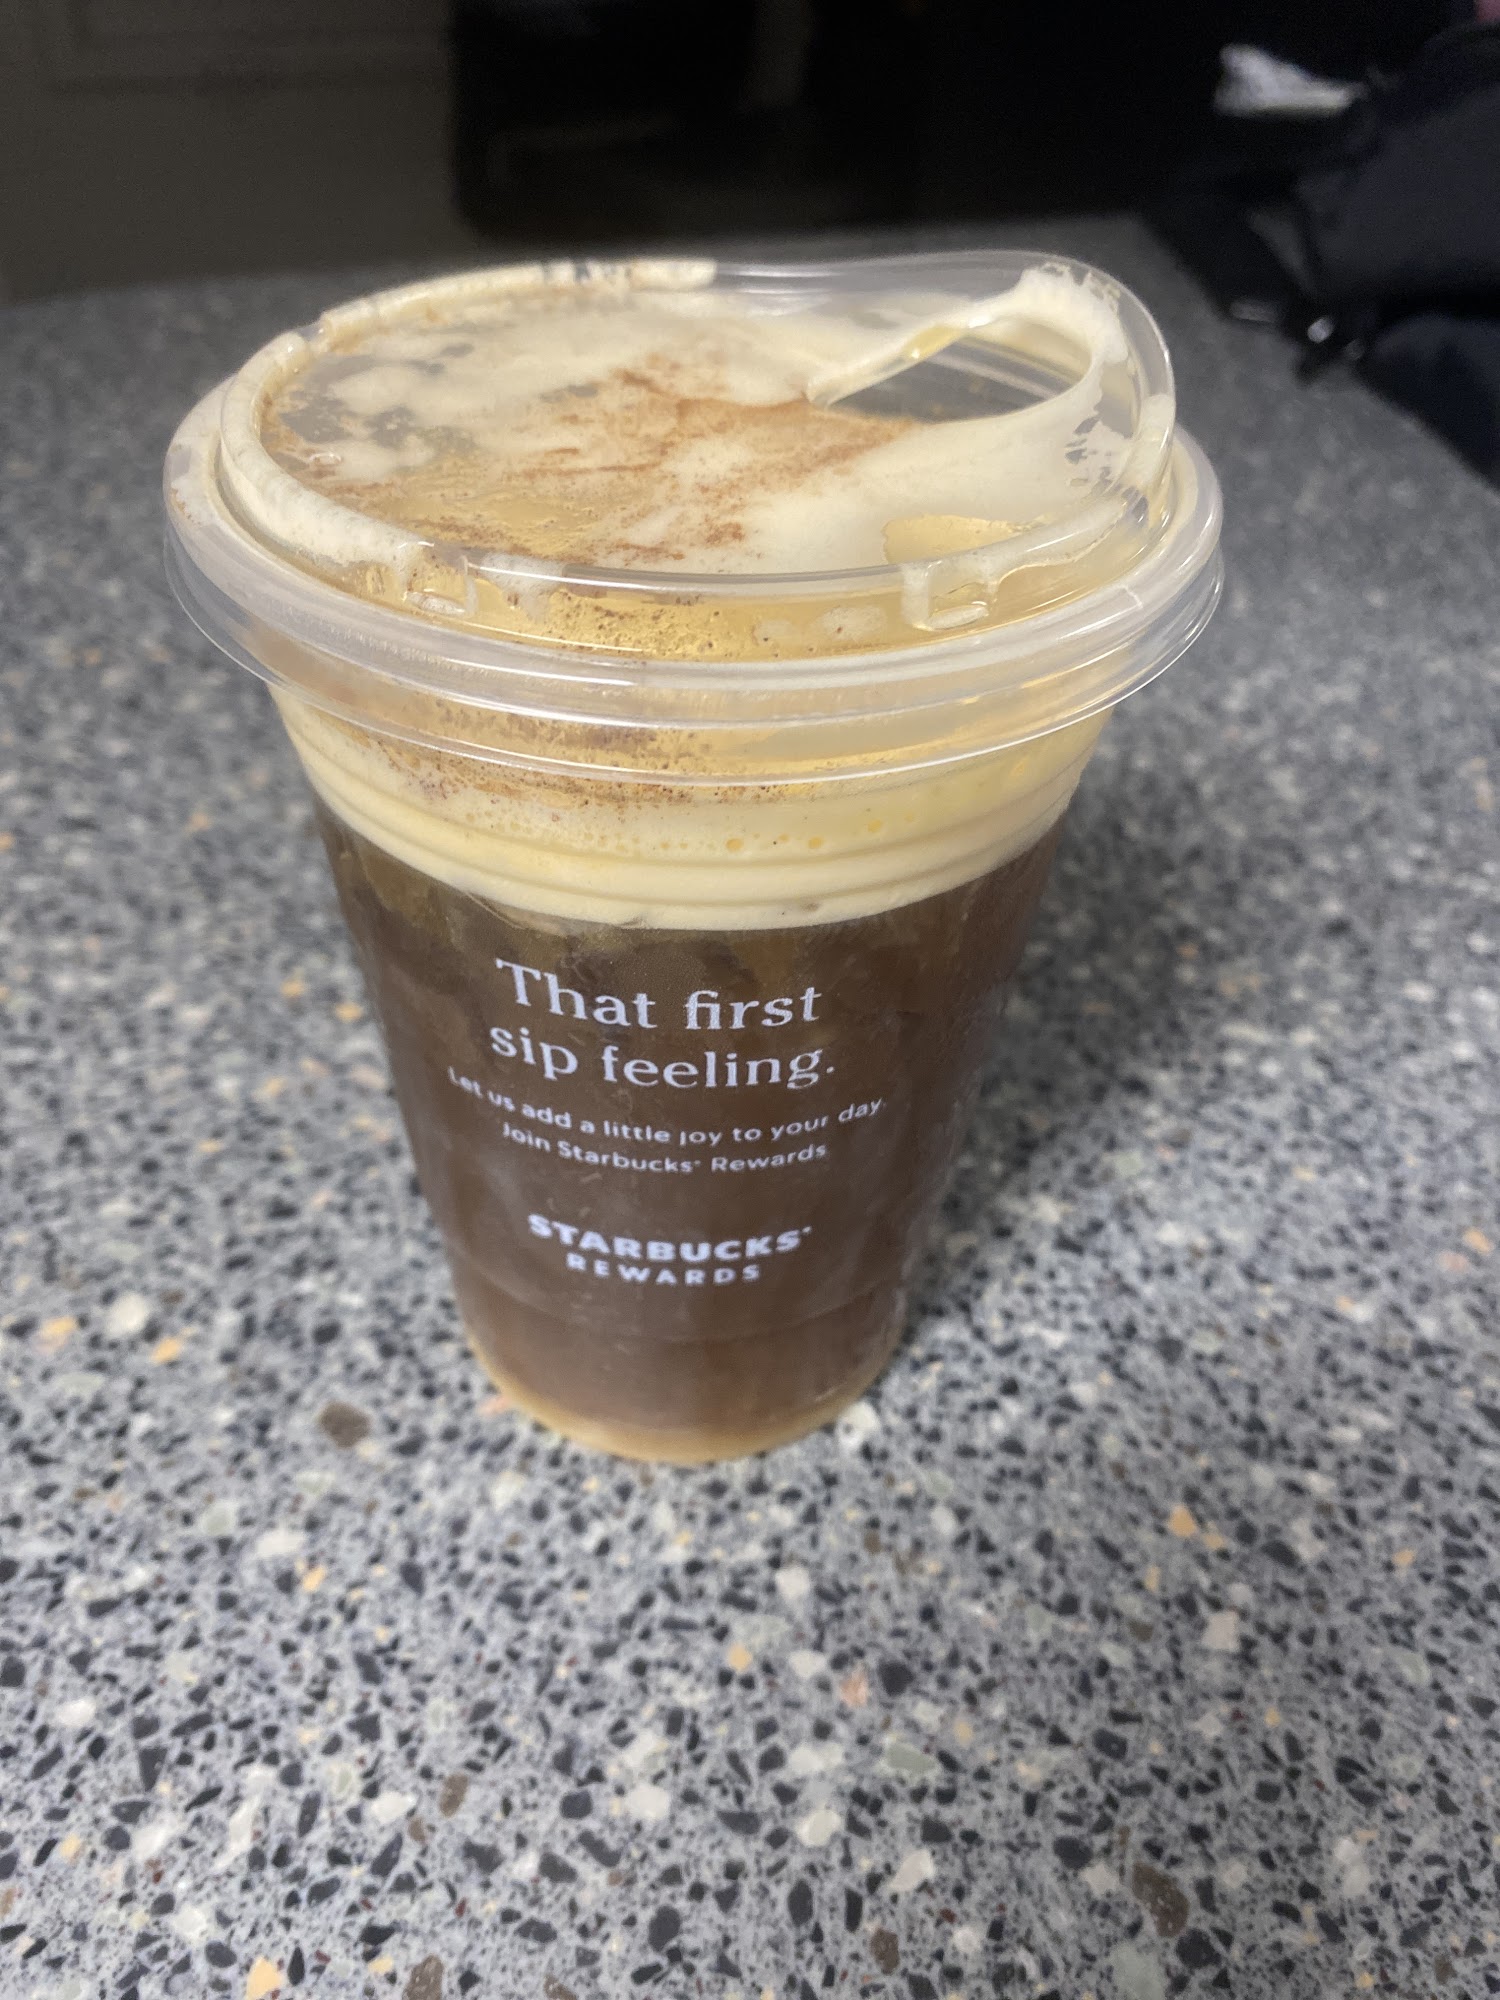 That first
sip feeling.
Let us add a little joy to your day.
Join Starbucks® Rewards
STARBUCKS®
REWARDS